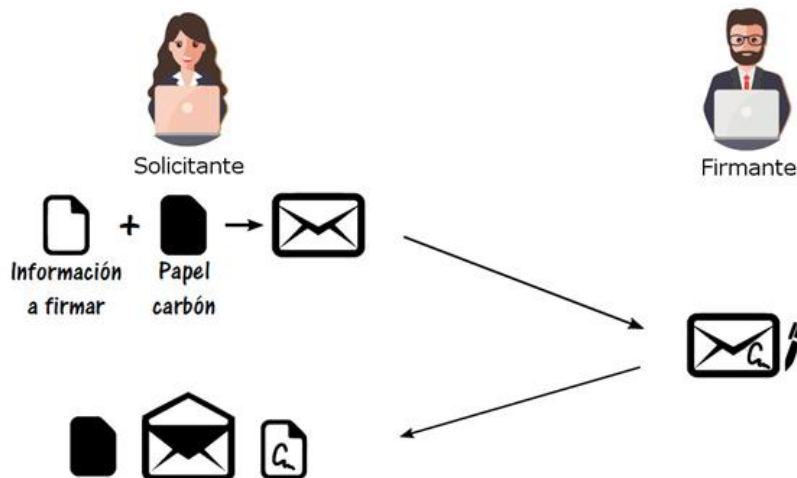 Solicitante
Firmante
Información
a firmar
+
Papel
carbón